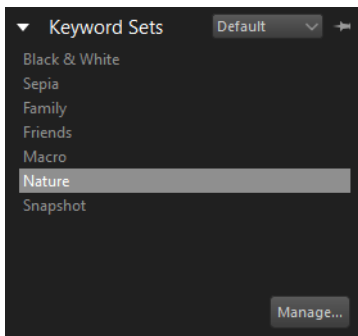 Keyword Sets Default
Black & White
Sepia
Family
Friends
Macro
Nature
Snapshot
Manage...